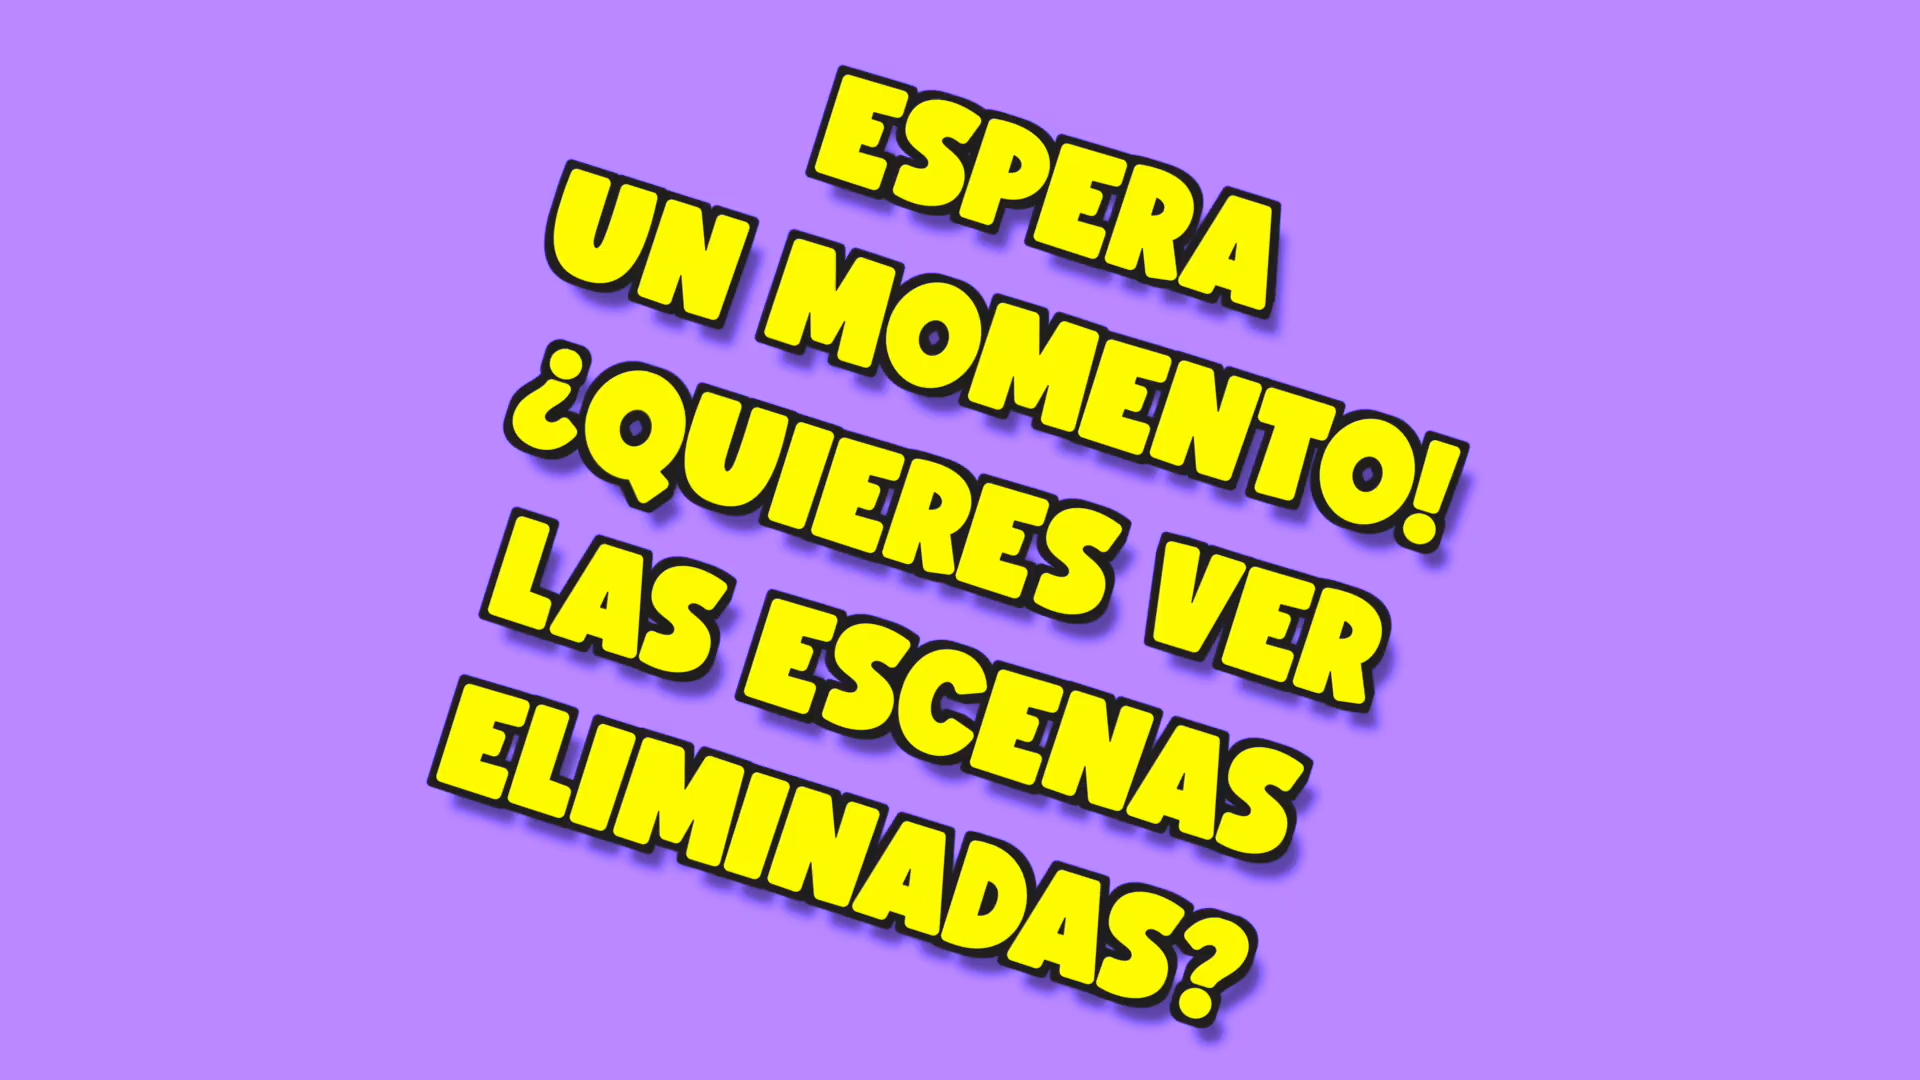 ESPERA
UN MOMENTO!
¿QUIERES VER
LAS ESCENAS
ELIMINADAS?